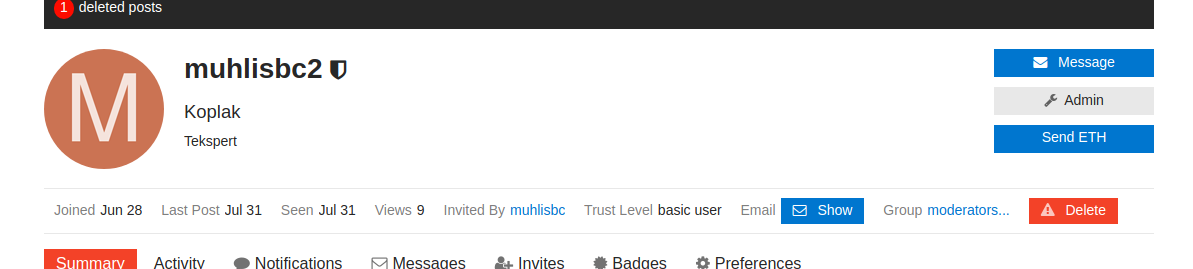 1 deleted posts
M
muhlisbc2
Koplak
Tekspert
Message
Admin
Send ETH
Joined Jun 28 Last Post Jul 31 Seen Jul 31 Views 9 Invited By muhlisbc Trust Level basic user Email Show Group moderators... Delete
Summary Activity Notifications Messages Invites Badges Preferences